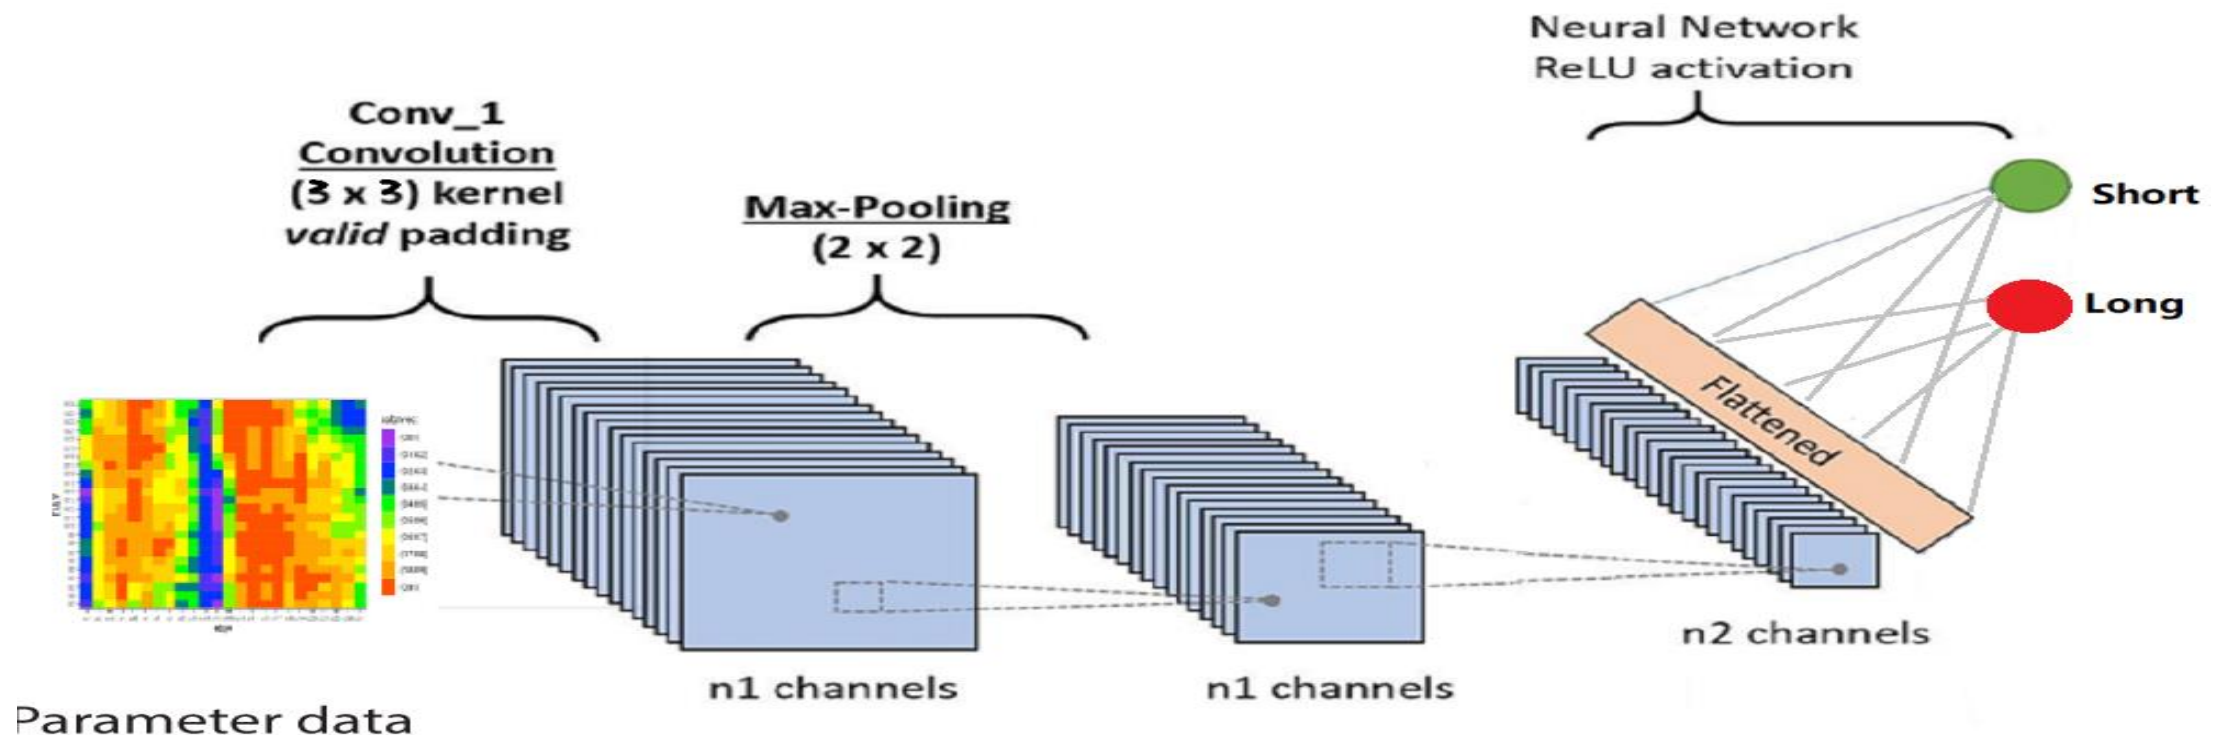 Neural Network
ReLU activation
Conv_1
Convolution
(3 x 3) kernel
valid padding
Max-Pooling
(2 x 2)
Short
Long
Flattened
n2 channels
n1 channels
n1 channels
Parameter data